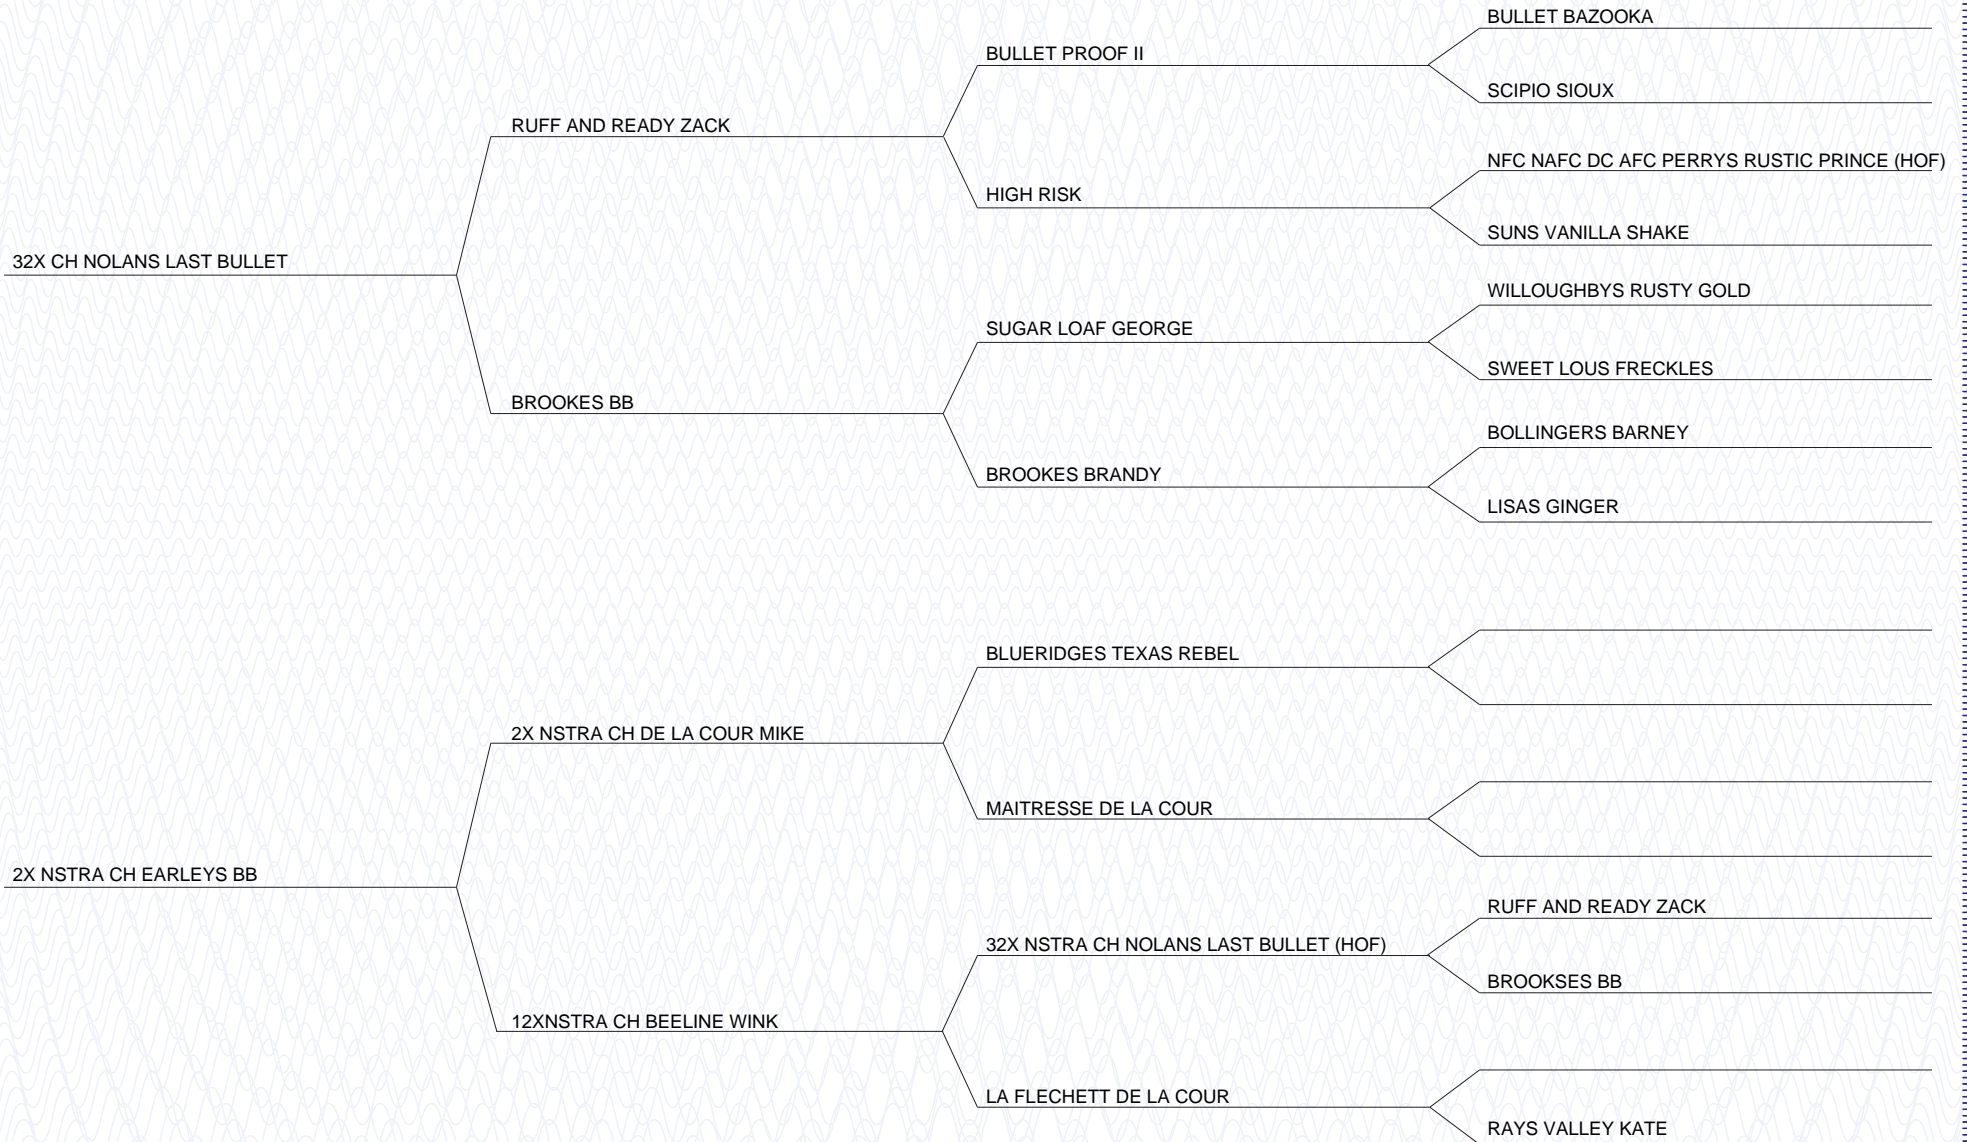 BULLET BAZOOKA
BULLET PROOF II
SCIPIO SIOUX
RUFF AND READY ZACK
NFC NAFC DC AFC PERRYS RUSTIC PRINCE (HOF)
HIGH RISK
SUNS VANILLA SHAKE
32X CH NOLANS LAST BULLET
WILLOUGHBYS RUSTY GOLD
SUGAR LOAF GEORGE
SWEET LOUS FRECKLES
BROOKES BB
BOLLINGERS BARNEY
BROOKES BRANDY
LISAS GINGER
BLUERIDGES TEXAS REBEL
2X NSTRA CH DE LA COUR MIKE
MAITRESSE DE LA COUR
2X NSTRA CH EARLEYS BB
RUFF AND READY ZACK
32X NSTRA CH NOLANS LAST BULLET (HOF)
BROOKSES BB
12XNSTRA CH BEELINE WINK
LA FLECHETT DE LA COUR
RAYS VALLEY KATE